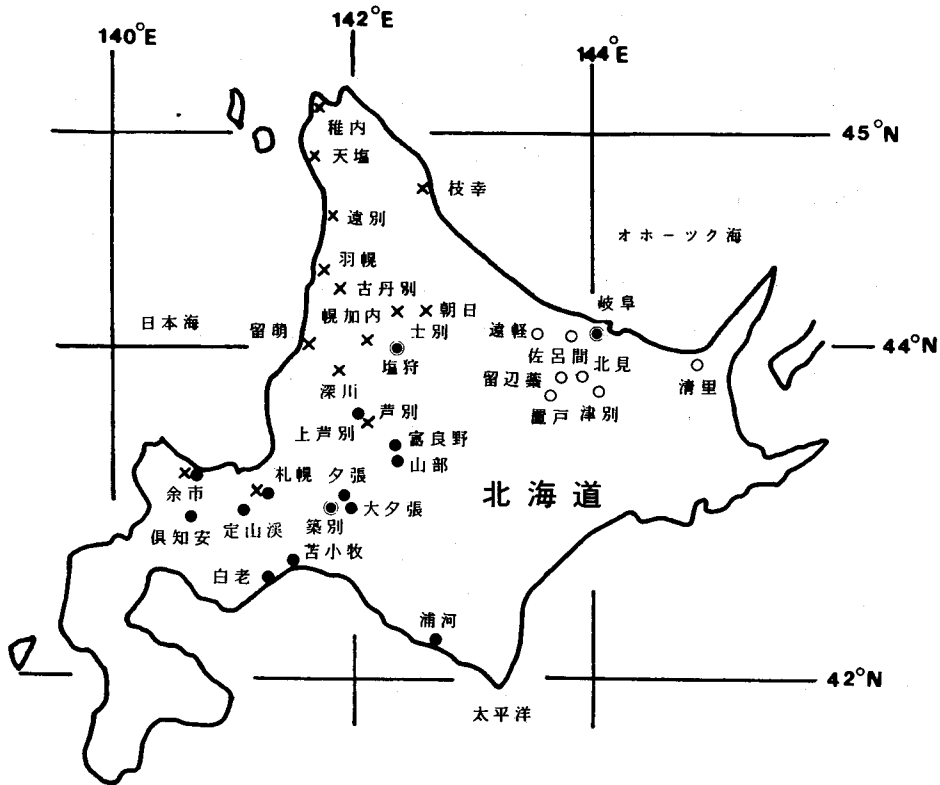 140°E
142°E
144°E
稚内
45°N
天塩
枝幸
遠別
オホーツク海
羽幌
古丹別
岐阜
幌加内
朝日
日本海
留萌
士別
遠軽
佐呂間
44°N
塩狩
北見
留辺蘂
清里
深川
置戸
津別
芦別
上芦別
富良野
山部
札幌
夕張
北海道
余市
大夕張
倶知安
定山渓
築別
苫小牧
白老
浦河
42°N
太平洋